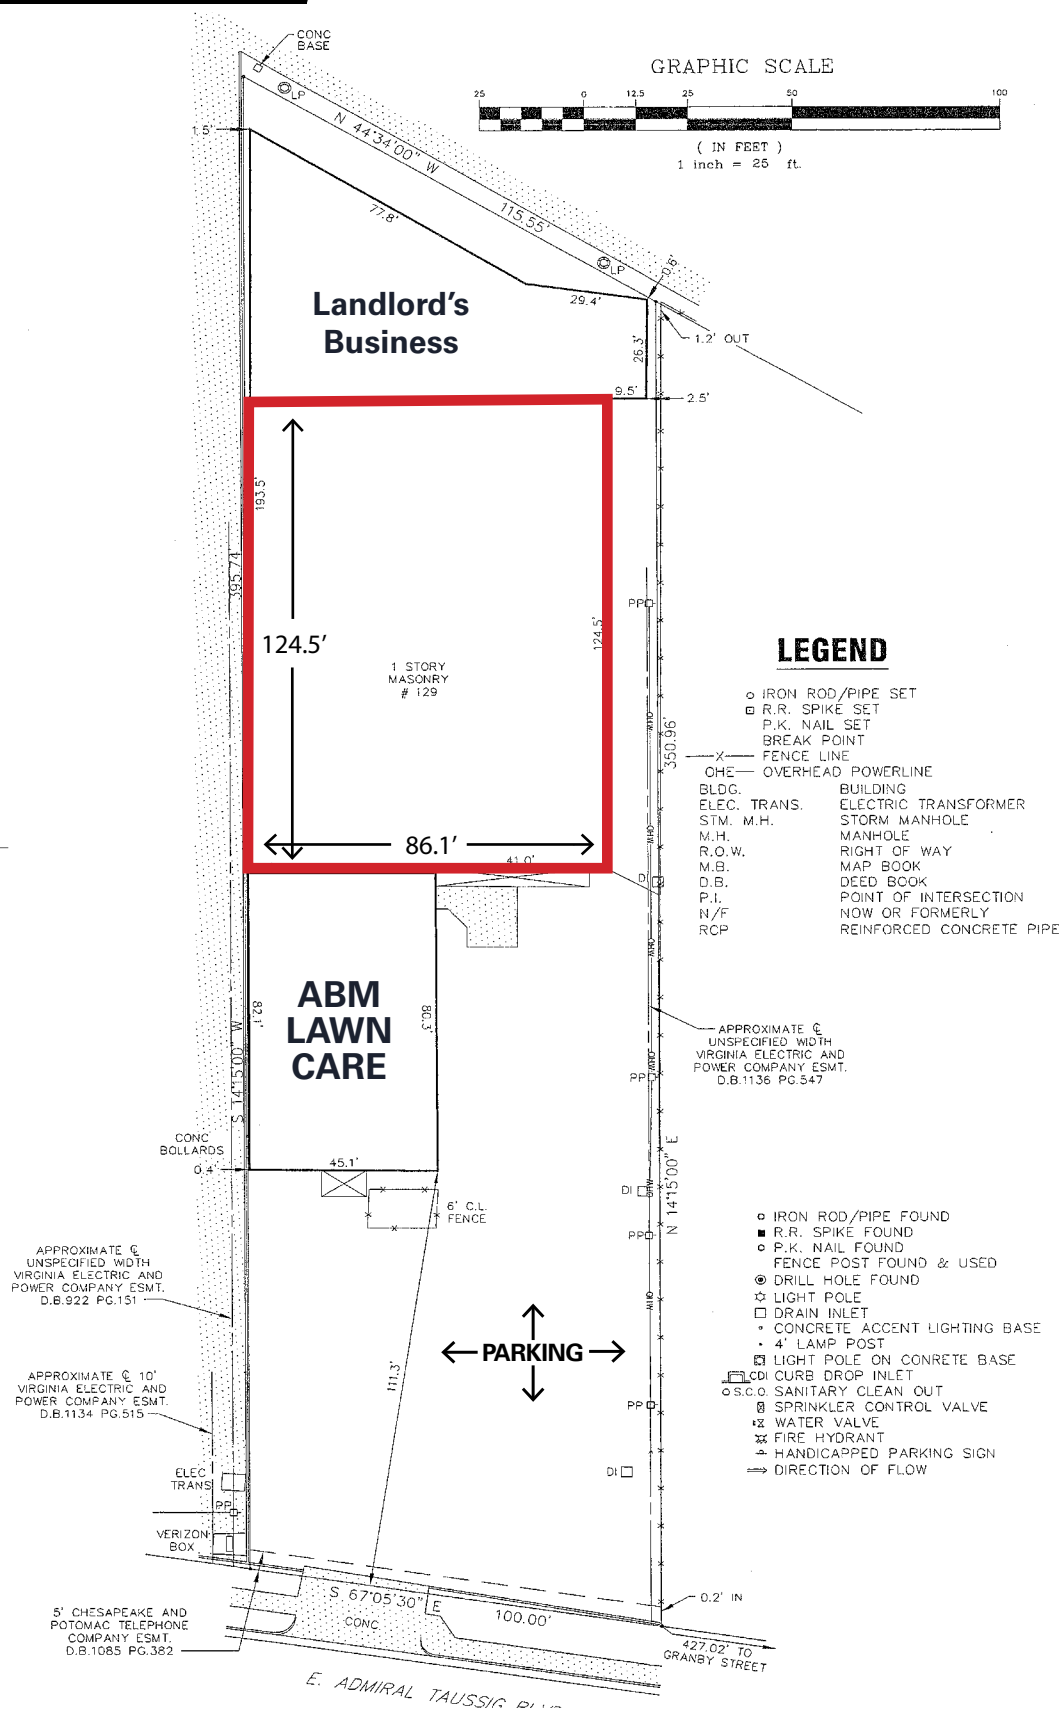 CONC
BASE
LP
N 44°34'00" W
115.55'
GRAPHIC SCALE
25 0 12.5 25 50 100
( IN FEET )
1 inch = 25 ft.
1.5'
77.8'
LP
0.6'
29.4'
Landlord's
Business
26.3'
1.2' OUT
9.5'
2.5'
193.5'
395.74'
124.5'
124.5'
1 STORY
MASONRY
# 129
PP
OHW
350.96'
86.1'
41.0'
DI
OHW
LEGEND
IRON ROD/PIPE SET
R.R. SPIKE SET
P.K. NAIL SET
BREAK POINT
X FENCE LINE
OHE OVERHEAD POWERLINE
BLDG. BUILDING
ELEC. TRANS. ELECTRIC TRANSFORMER
STM. M.H. STORM MANHOLE
M.H. MANHOLE
R.O.W. RIGHT OF WAY
M.B. MAP BOOK
D.B. DEED BOOK
P.I. POINT OF INTERSECTION
N/F NOW OR FORMERLY
RCP REINFORCED CONCRETE PIPE
OHW
82.1'
ABM
LAWN
CARE
80.3'
S 14°15'00" W
APPROXIMATE ℄
UNSPECIFIED WIDTH
VIRGINIA ELECTRIC AND
POWER COMPANY ESMT.
D.B.1136 PG.547
OHW
PP
CONC
BOLLARDS
0.4'
45.1'
N 14°15'00" E
DI
OHW
6' C.L.
FENCE
PP
APPROXIMATE ℄
UNSPECIFIED WIDTH
VIRGINIA ELECTRIC AND
POWER COMPANY ESMT.
D.B.922 PG.151
OHW
PARKING
111.3'
APPROXIMATE ℄ 10'
VIRGINIA ELECTRIC AND
POWER COMPANY ESMT.
D.B.1134 PG.515
PP
IRON ROD/PIPE FOUND
R.R. SPIKE FOUND
P.K. NAIL FOUND
FENCE POST FOUND & USED
DRILL HOLE FOUND
LIGHT POLE
DRAIN INLET
CONCRETE ACCENT LIGHTING BASE
4' LAMP POST
LIGHT POLE ON CONRETE BASE
CDI CURB DROP INLET
S.C.O. SANITARY CLEAN OUT
SPRINKLER CONTROL VALVE
WATER VALVE
FIRE HYDRANT
HANDICAPPED PARKING SIGN
DIRECTION OF FLOW
DI
ELEC
TRANS
PP
VERIZON
BOX
5' CHESAPEAKE AND
POTOMAC TELEPHONE
COMPANY ESMT.
D.B.1085 PG.382
S 67°05'30" E
100.00'
CONC
0.2' IN
427.02' TO
GRANBY STREET
E. ADMIRAL TAUSSIG